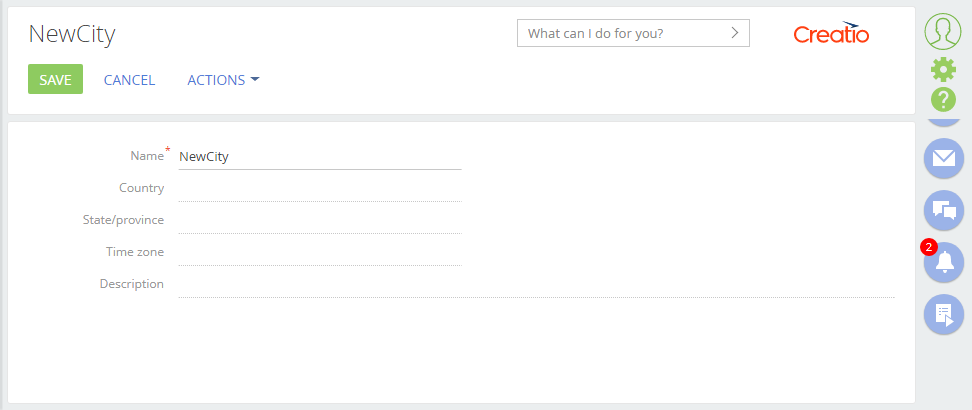 NewCity
What can I do for you?
Creatio
SAVE CANCEL ACTIONS
?
Name * NewCity
Country
State/province
Time zone
Description
2